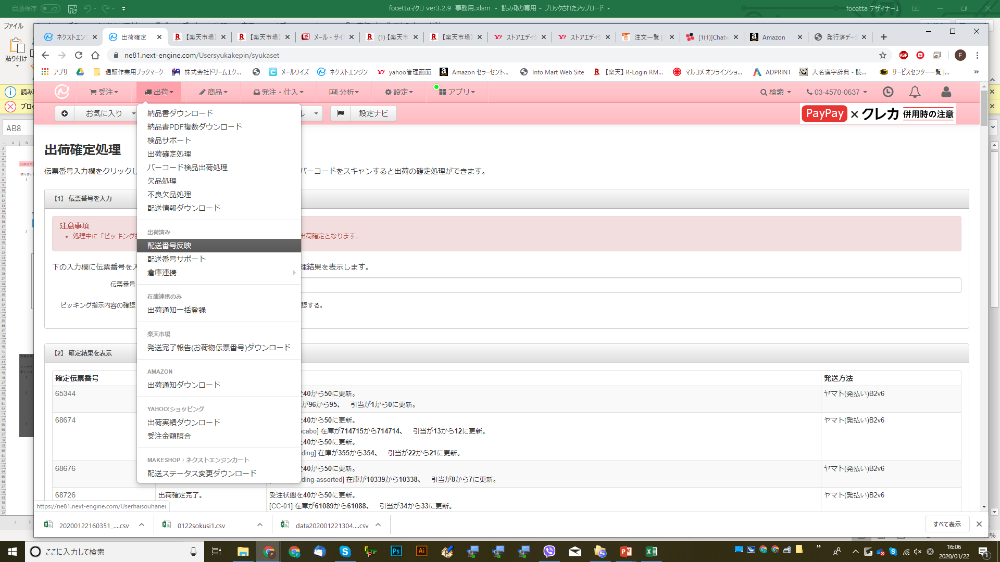 自動保存 オフ
focettaマクロ ver3.2.9 事務用.xlsm - 読み取り専用 - ブロックされたアップロード
focetta デザイナー1
ファイル
貼り付け
AB8
出荷確定
【楽天市場】
メール - サイ
(1)【楽天市
【楽天市場】
ストアエディタ
ストアエディタ
注文一覧 |
[1(1)]Chatw
Amazon
発行済デー
ne81.next-engine.com/Usersyukakepin/syukaset
アプリ
通販作業用ブックマーク
株式会社ドリームエク...
メールワイズ
ネクストエンジン
yahoo管理画面
Amazon セラーセント...
Info Mart Web Site
【楽天】R-Login RM...
マルコメ オンラインショ...
ADPRINT
人名漢字辞典 - 読...
サービスセンター一覧 |...
受注
出荷
商品
発注・仕入
分析
設定
アプリ
検索
03-4570-0637
お気に入り
設定ナビ
PayPay×クレカ 併用時の注意
納品書ダウンロード
納品書PDF複数ダウンロード
検品サポート
出荷確定処理
バーコード検品出荷処理
欠品処理
不良欠品処理
配送情報ダウンロード
出荷済み
配送番号反映
配送番号サポート
倉庫連携
在庫連携のみ
出荷通知一括登録
楽天市場
発送完了報告(お荷物伝票番号)ダウンロード
AMAZON
出荷通知ダウンロード
YAHOO!ショッピング
出荷実績ダウンロード
受注金額照合
MAKESHOP・ネクストエンジンカート
配送ステータス変更ダウンロード
出荷確定処理
伝票番号入力欄をクリックし
バーコードをスキャンすると出荷の確定処理ができます。
【1】 伝票番号を入力
注意事項
処理中に「ピッキング指
出荷確定となります。
下の入力欄に伝票番号を入
理結果を表示します。
伝票番号
ピッキング指示内容の確認
認する。
【2】 確定結果を表示
確定伝票番号
発送方法
65344
を40から50に更新。
が96から95、 引当が1から0に更新。
ヤマト(発払い)B2v6
68674
を40から50に更新。
ocabo] 在庫が714715から714714、 引当が13から12に更新。
を40から50に更新。
ding] 在庫が355から354、 引当が22から21に更新。
ヤマト(発払い)B2v6
68676
を40から50に更新。
ding-assorted] 在庫が10339から10338、 引当が8から7に更新。
ヤマト(発払い)B2v6
68726
出荷確定完了。
受注状態を40から50に更新。
[CC-01] 在庫が61089から61088、 引当が34から33に更新。
ヤマト(発払い)B2v6
https://ne81.next-engine.com/Userhaisouhanei
20200122160351_....csv
0122sokusi1.csv
data202001221304....csv
すべて表示
ここに入力して検索
16:06
2020/01/22